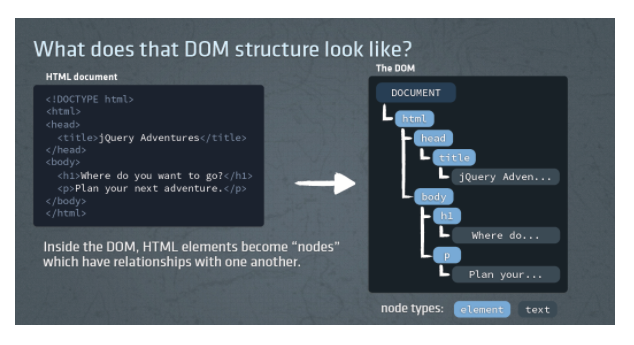 What does that DOM structure look like?
HTML document
<!DOCTYPE html>
<html>
<head>
<title>jQuery Adventures</title>
</head>
<body>
<h1>Where do you want to go?</h1>
<p>Plan your next adventure.</p>
</body>
</html>
Inside the DOM, HTML elements become “nodes”
which have relationships with one another.
The DOM
DOCUMENT
html
head
title
jQuery Adven...
body
h1
Where do...
p
Plan your...
node types: element text